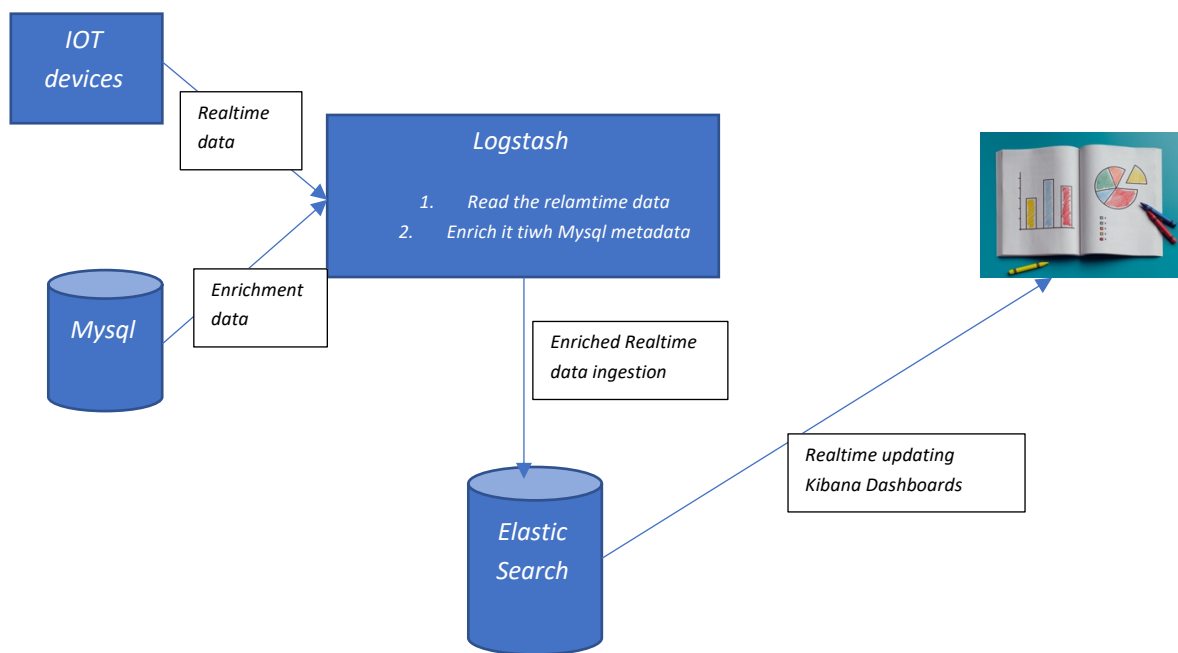 IOT
devices
Realtime
data
Logstash
1. Read the relamtime data
2. Enrich it tiwh Mysql metadata
Mysql
Enrichment
data
Enriched Realtime
data ingestion
Elastic
Search
Realtime updating
Kibana Dashboards